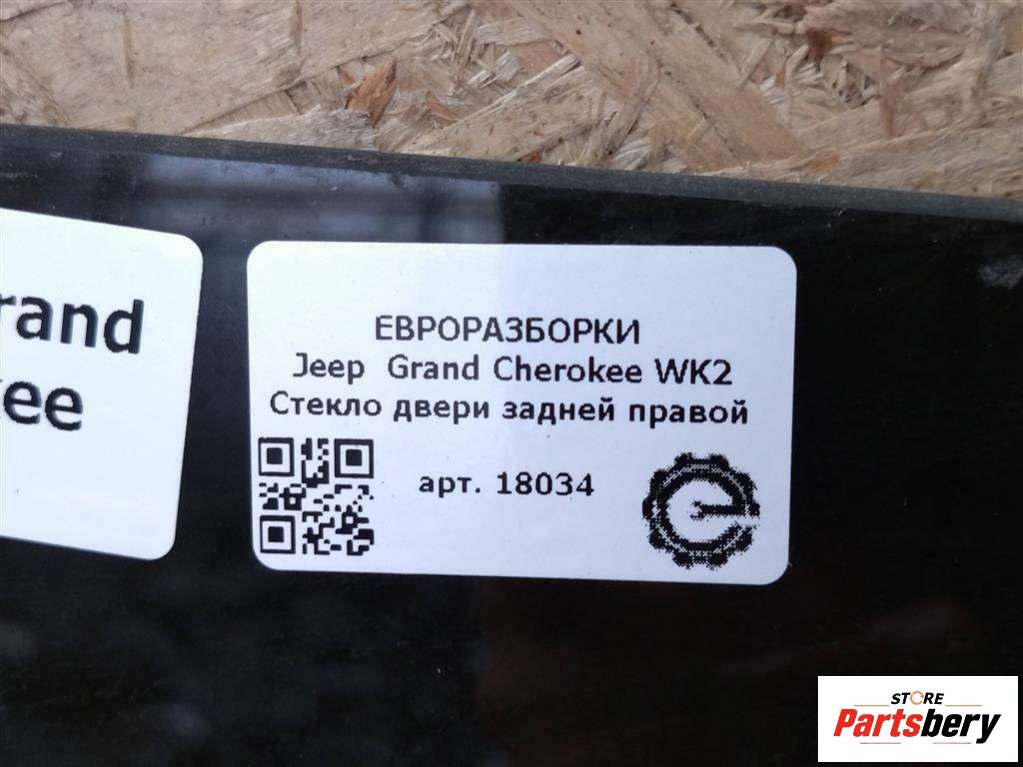 rand
ee
ЕВРОРАЗБОРКИ
Jeep Grand Cherokee WK2
Стекло двери задней правой
арт. 18034
STORE
Partsbery